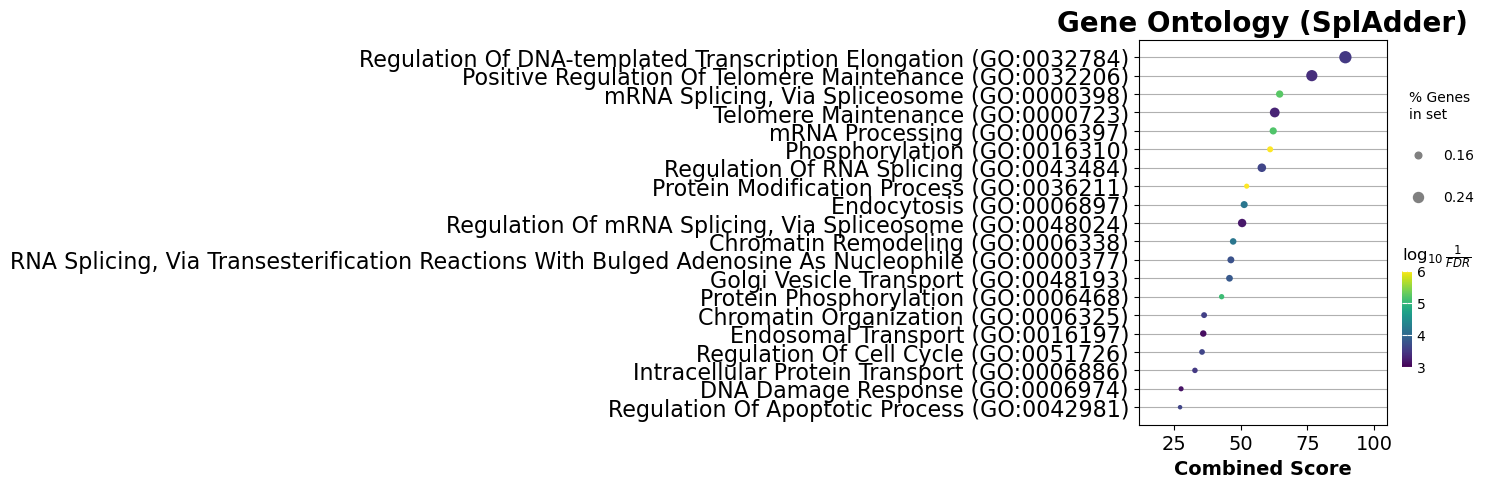 Gene Ontology (SplAdder)
Regulation Of DNA-templated Transcription Elongation (GO:0032784)
Positive Regulation Of Telomere Maintenance (GO:0032206)
mRNA Splicing, Via Spliceosome (GO:0000398)
Telomere Maintenance (GO:0000723)
mRNA Processing (GO:0006397)
Phosphorylation (GO:0016310)
Regulation Of RNA Splicing (GO:0043484)
Protein Modification Process (GO:0036211)
Endocytosis (GO:0006897)
Regulation Of mRNA Splicing, Via Spliceosome (GO:0048024)
Chromatin Remodeling (GO:0006338)
RNA Splicing, Via Transesterification Reactions With Bulged Adenosine As Nucleophile (GO:0000377)
Golgi Vesicle Transport (GO:0048193)
Protein Phosphorylation (GO:0006468)
Chromatin Organization (GO:0006325)
Endosomal Transport (GO:0016197)
Regulation Of Cell Cycle (GO:0051726)
Intracellular Protein Transport (GO:0006886)
DNA Damage Response (GO:0006974)
Regulation Of Apoptotic Process (GO:0042981)
25 50 75 100
Combined Score
% Genes
in set
0.16
0.24
log10 1/FDR
6
5
4
3